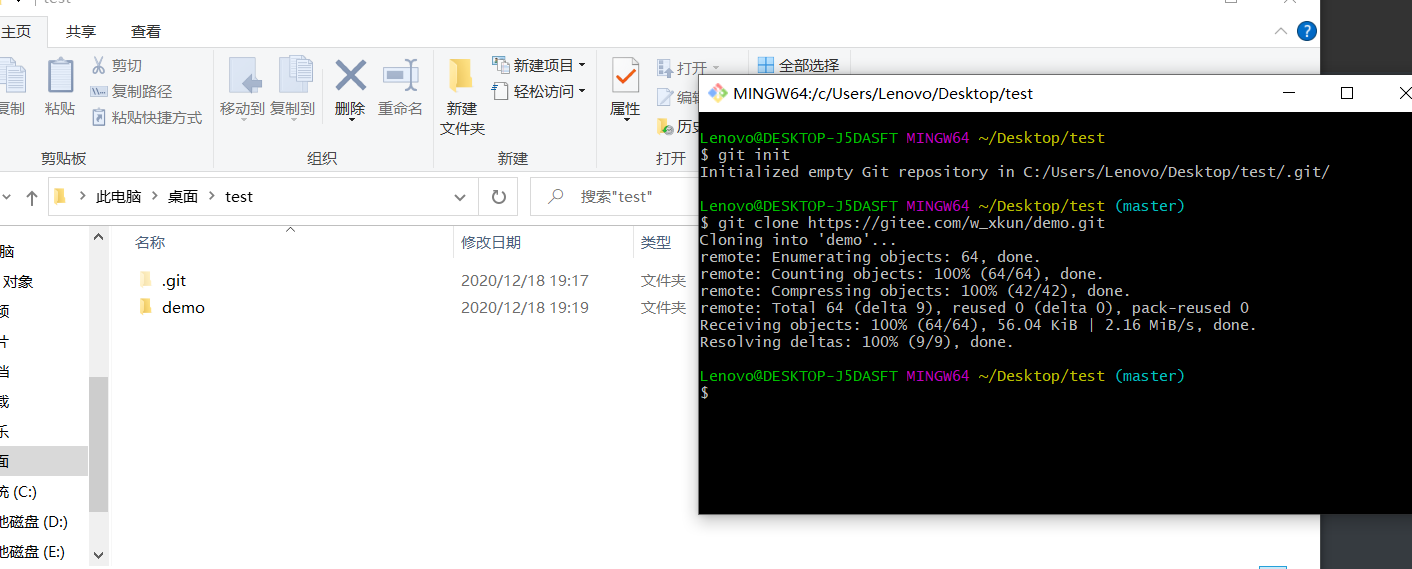 test
主页 共享 查看
复制
粘贴
剪切
复制路径
粘贴快捷方式
剪贴板
移动到 复制到 删除 重命名
组织
新建
文件夹
新建项目
轻松访问
新建
属性
打开
编辑
历史
打开
全部选择
此电脑 > 桌面 > test
搜索"test"
名称 修改日期 类型
.git 2020/12/18 19:17 文件夹
demo 2020/12/18 19:19 文件夹
脑
对象
频
片
档
载
乐
面
统 (C:)
他磁盘 (D:)
他磁盘 (E:)
MINGW64:/c/Users/Lenovo/Desktop/test
Lenovo@DESKTOP-J5DASFT MINGW64 ~/Desktop/test
$ git init
Initialized empty Git repository in C:/Users/Lenovo/Desktop/test/.git/
Lenovo@DESKTOP-J5DASFT MINGW64 ~/Desktop/test (master)
$ git clone https://gitee.com/w_xkun/demo.git
Cloning into 'demo'...
remote: Enumerating objects: 64, done.
remote: Counting objects: 100% (64/64), done.
remote: Compressing objects: 100% (42/42), done.
remote: Total 64 (delta 9), reused 0 (delta 0), pack-reused 0
Receiving objects: 100% (64/64), 56.04 KiB | 2.16 MiB/s, done.
Resolving deltas: 100% (9/9), done.
Lenovo@DESKTOP-J5DASFT MINGW64 ~/Desktop/test (master)
$